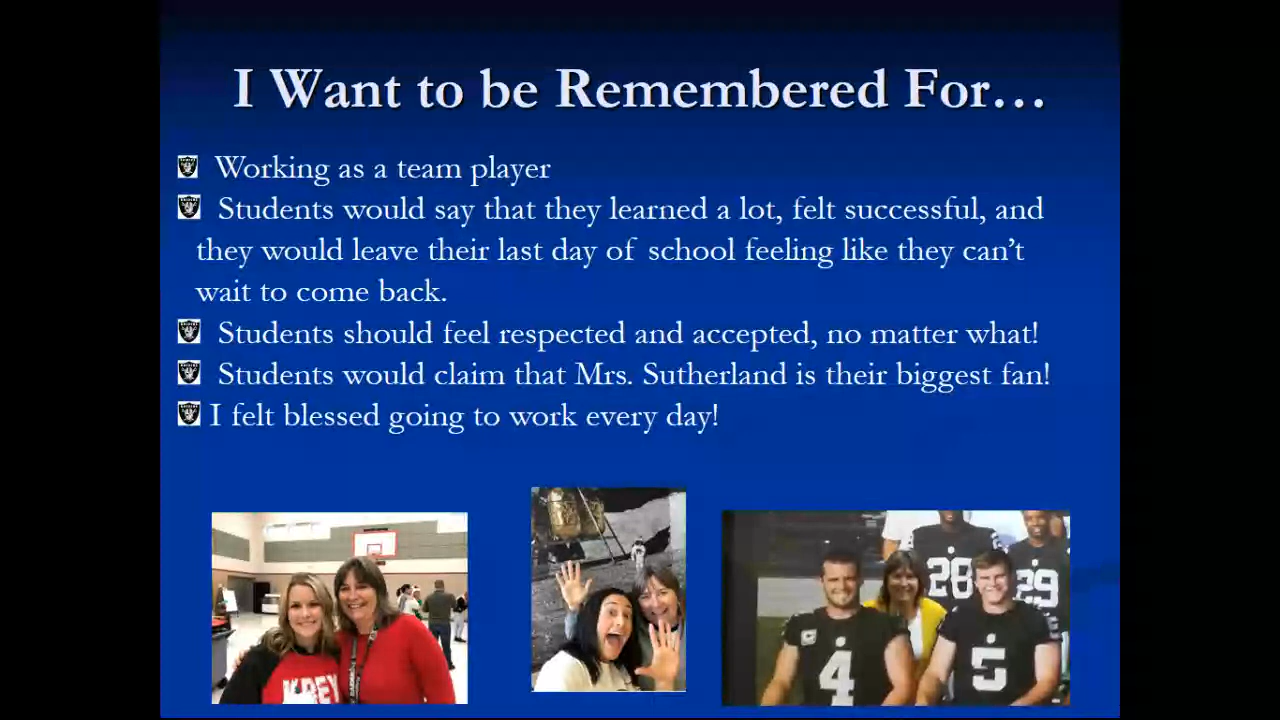 I Want to be Remembered For…
Working as a team player
Students would say that they learned a lot, felt successful, and
they would leave their last day of school feeling like they can't
wait to come back.
Students should feel respected and accepted, no matter what!
Students would claim that Mrs. Sutherland is their biggest fan!
I felt blessed going to work every day!
28
29
4
5